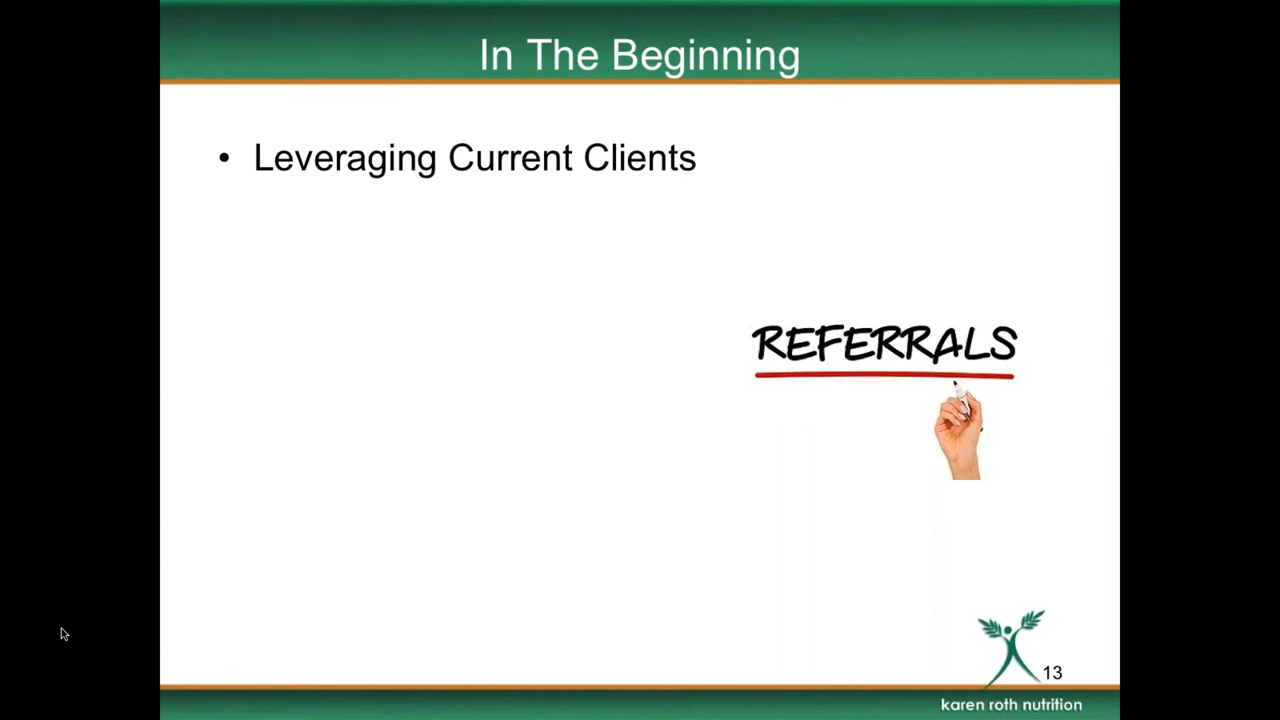 In The Beginning
• Leveraging Current Clients
REFERRALS
13
karen roth nutrition